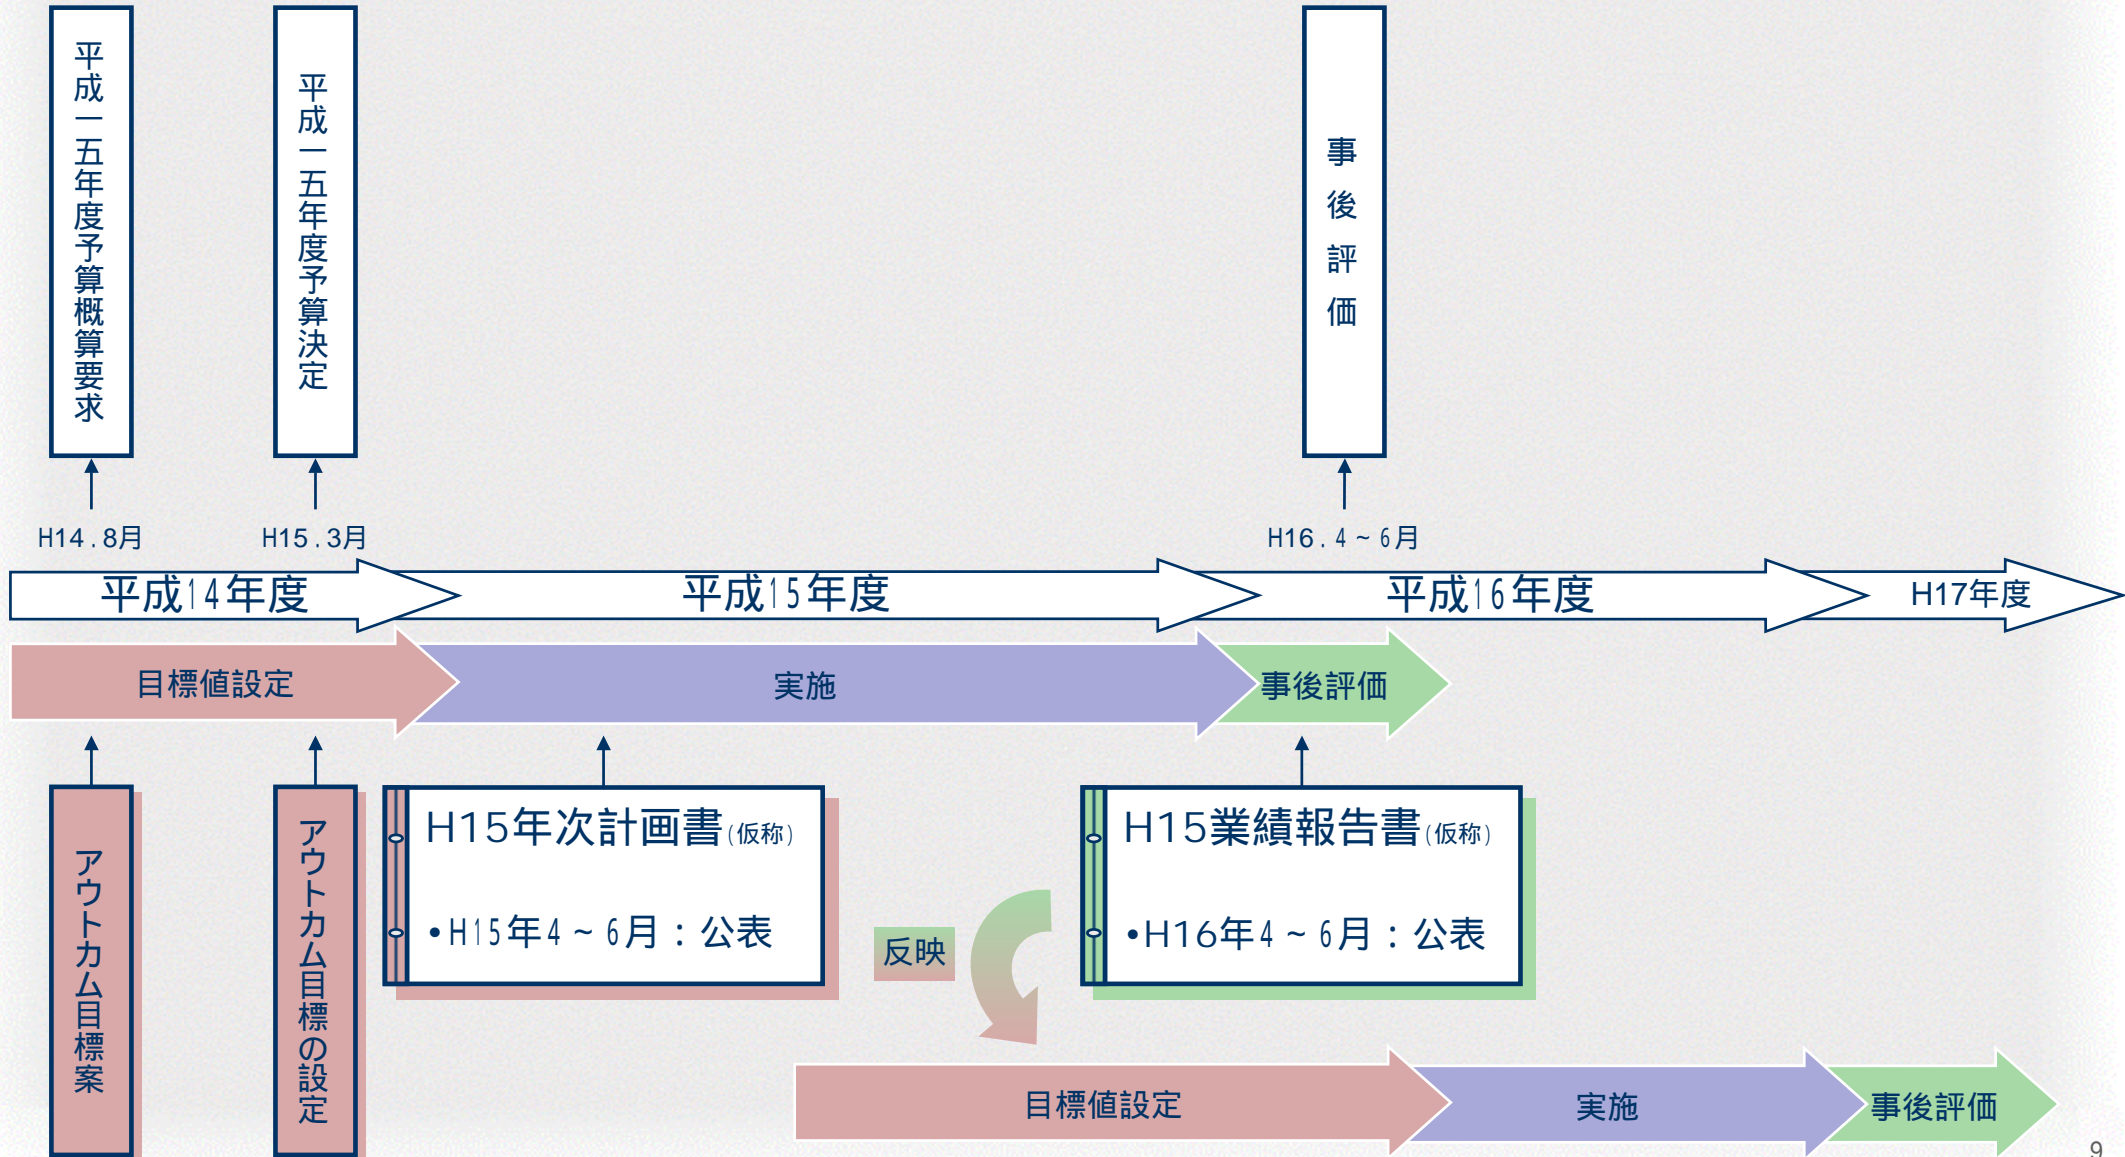 平成一五年度予算概算要求
平成一五年度予算決定
事後評価
H14.8月
H15.3月
H16.4~6月
平成14年度
平成15年度
平成16年度
H17年度
目標値設定
実施
事後評価
アウトカム目標案
アウトカム目標の設定
H15年次計画書(仮称)
•H15年4~6月:公表
反映
H15業績報告書(仮称)
•H16年4~6月:公表
目標値設定
実施
事後評価
9